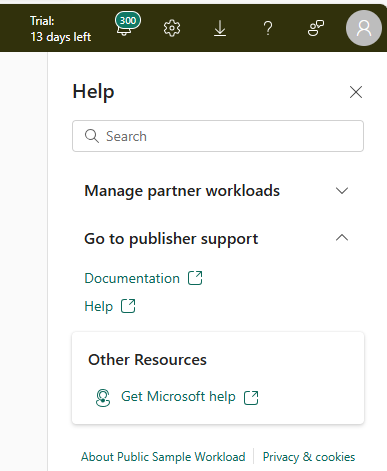 Trial:
13 days left
300
Help
Search
Manage partner workloads
Go to publisher support
Documentation
Help
Other Resources
Get Microsoft help
About Public Sample Workload
Privacy & cookies